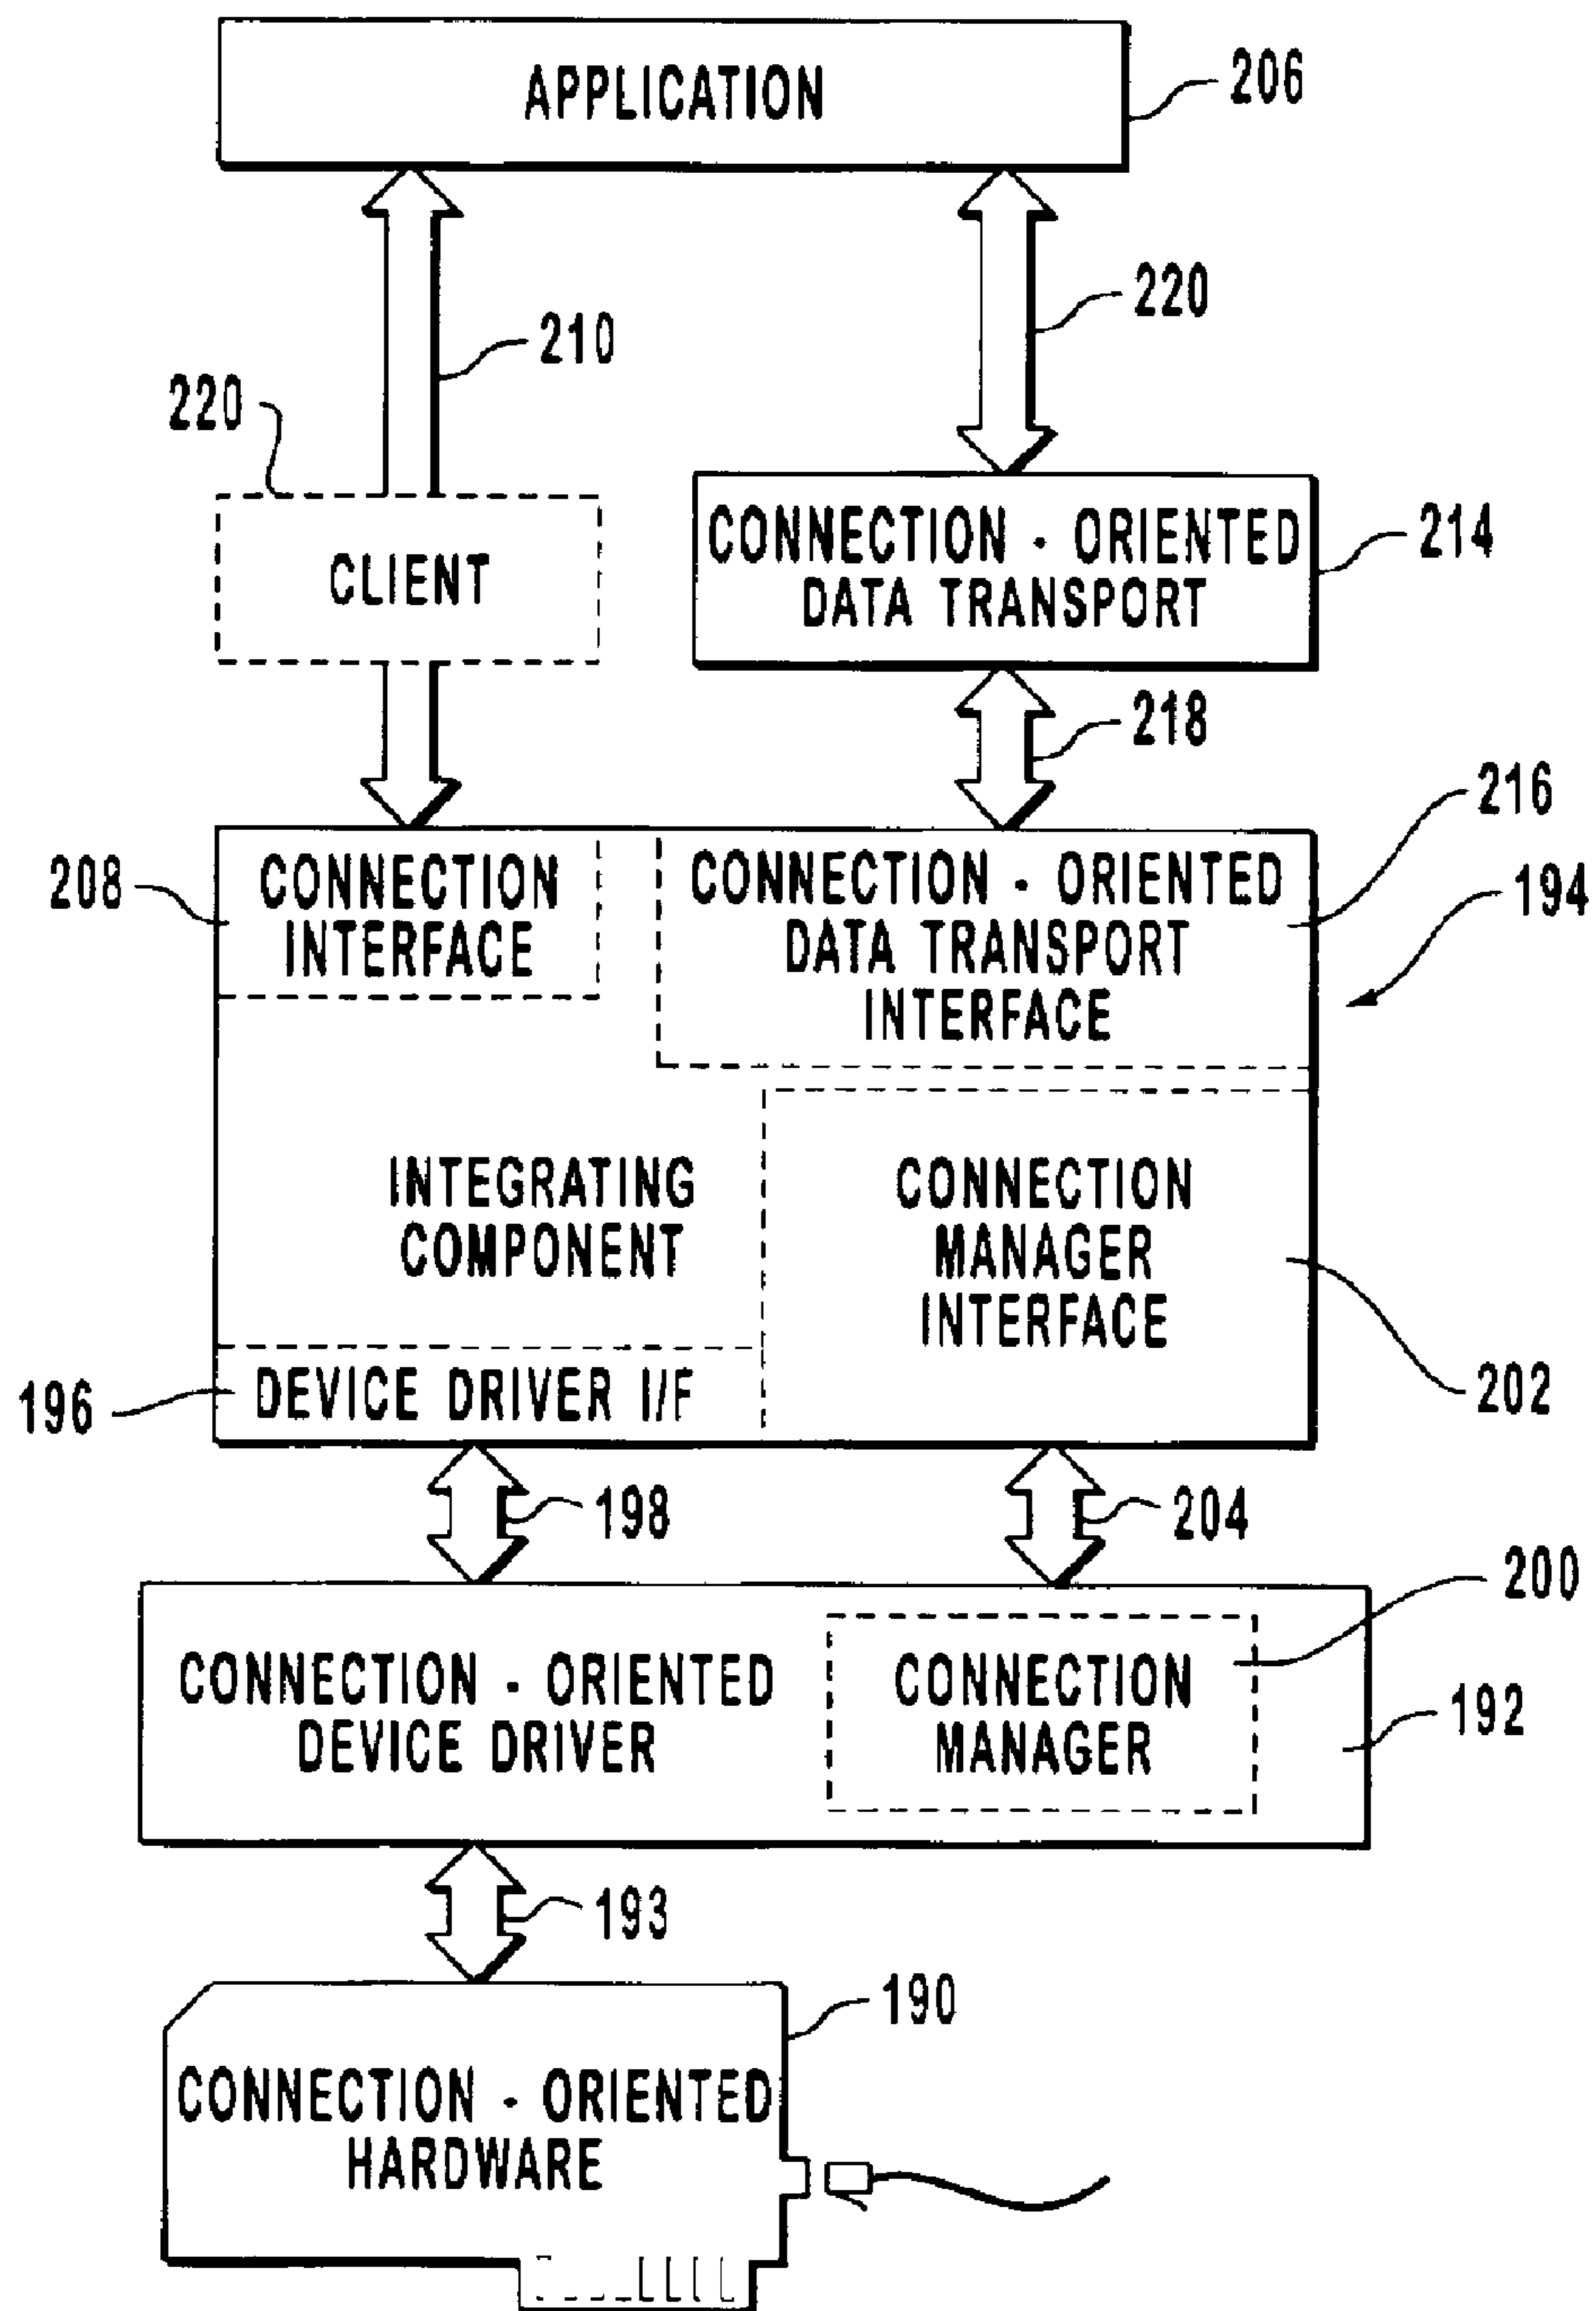 APPLICATION
206
210
220
220
CLIENT
CONNECTION - ORIENTED
DATA TRANSPORT
214
218
216
194
208
CONNECTION
INTERFACE
CONNECTION - ORIENTED
DATA TRANSPORT
INTERFACE
INTEGRATING
COMPONENT
CONNECTION
MANAGER
INTERFACE
202
196
DEVICE DRIVER I/F
198
204
200
CONNECTION - ORIENTED
DEVICE DRIVER
CONNECTION
MANAGER
192
193
190
CONNECTION - ORIENTED
HARDWARE